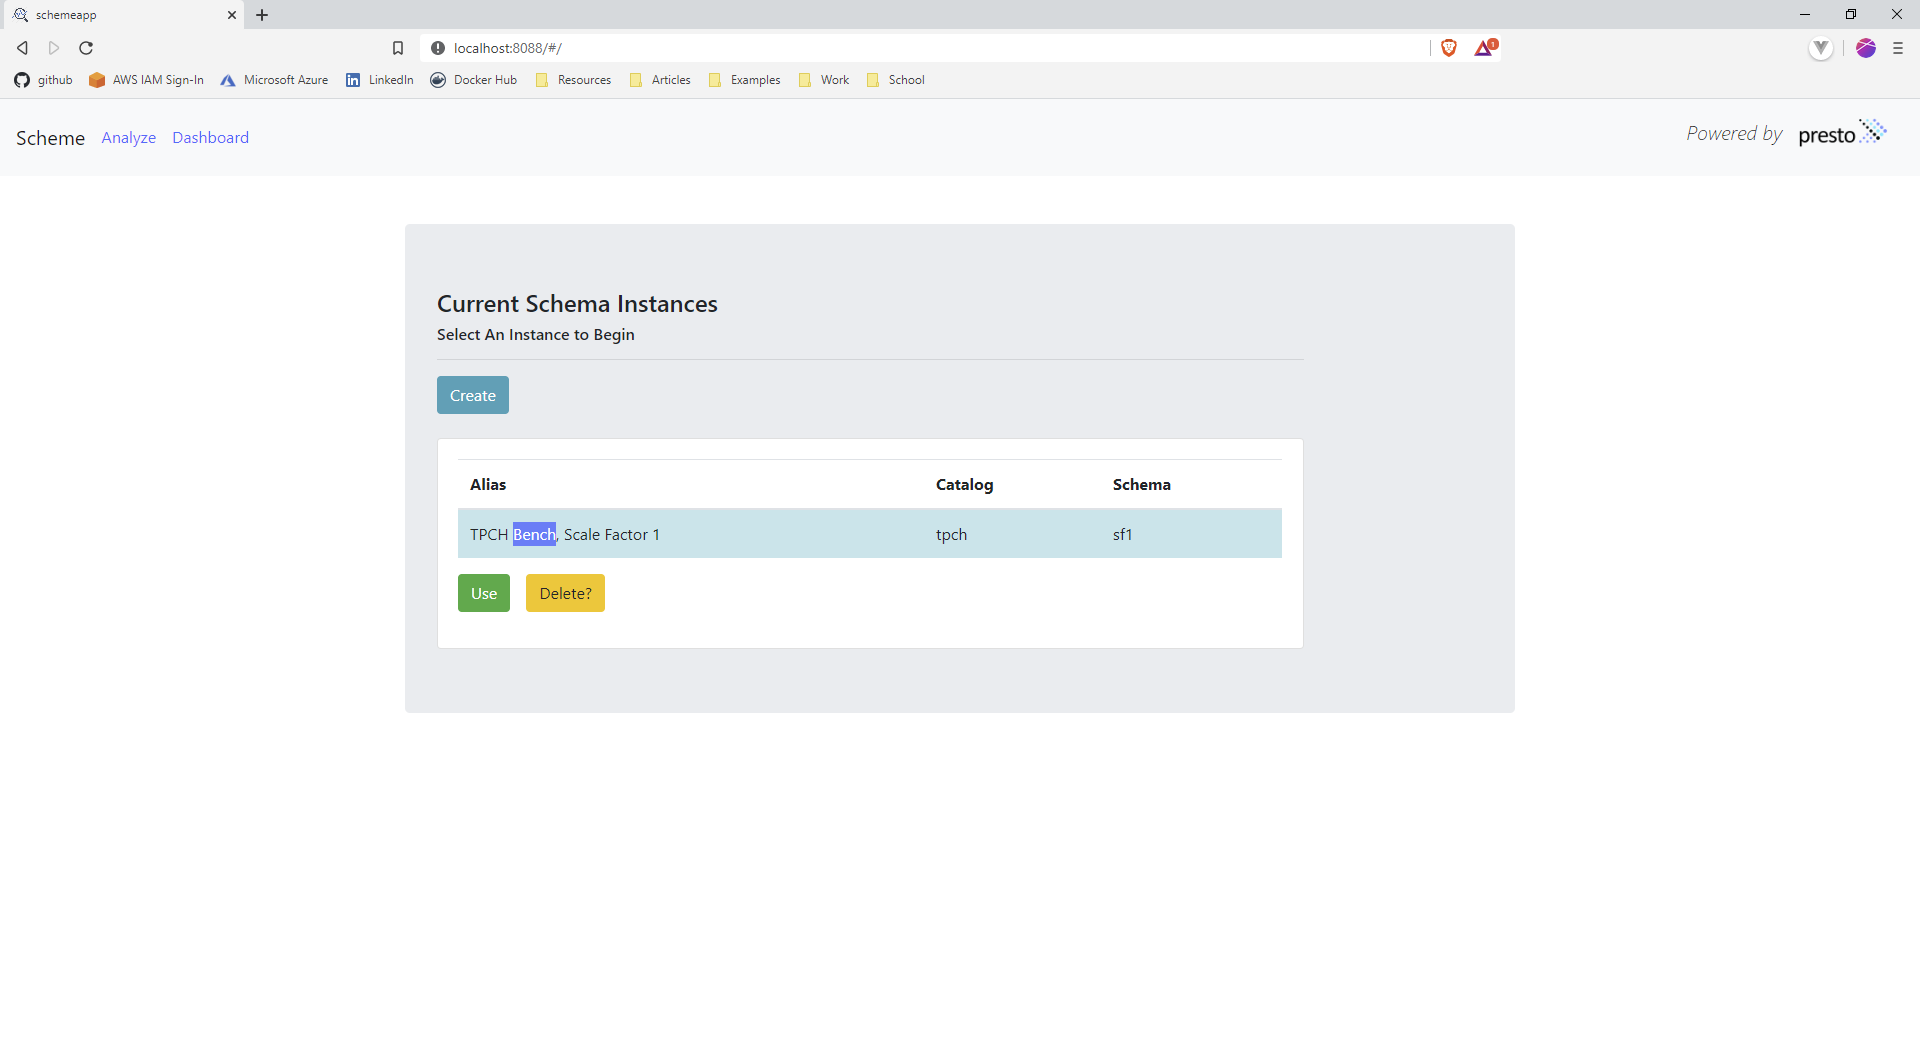 schemeapp
localhost:8088/#/
1
github AWS IAM Sign-In Microsoft Azure LinkedIn Docker Hub Resources Articles Examples Work School
Scheme Analyze Dashboard Powered by presto
Current Schema Instances
Select An Instance to Begin
Create
Alias Catalog Schema
TPCH Bench, Scale Factor 1 tpch sf1
Use Delete?